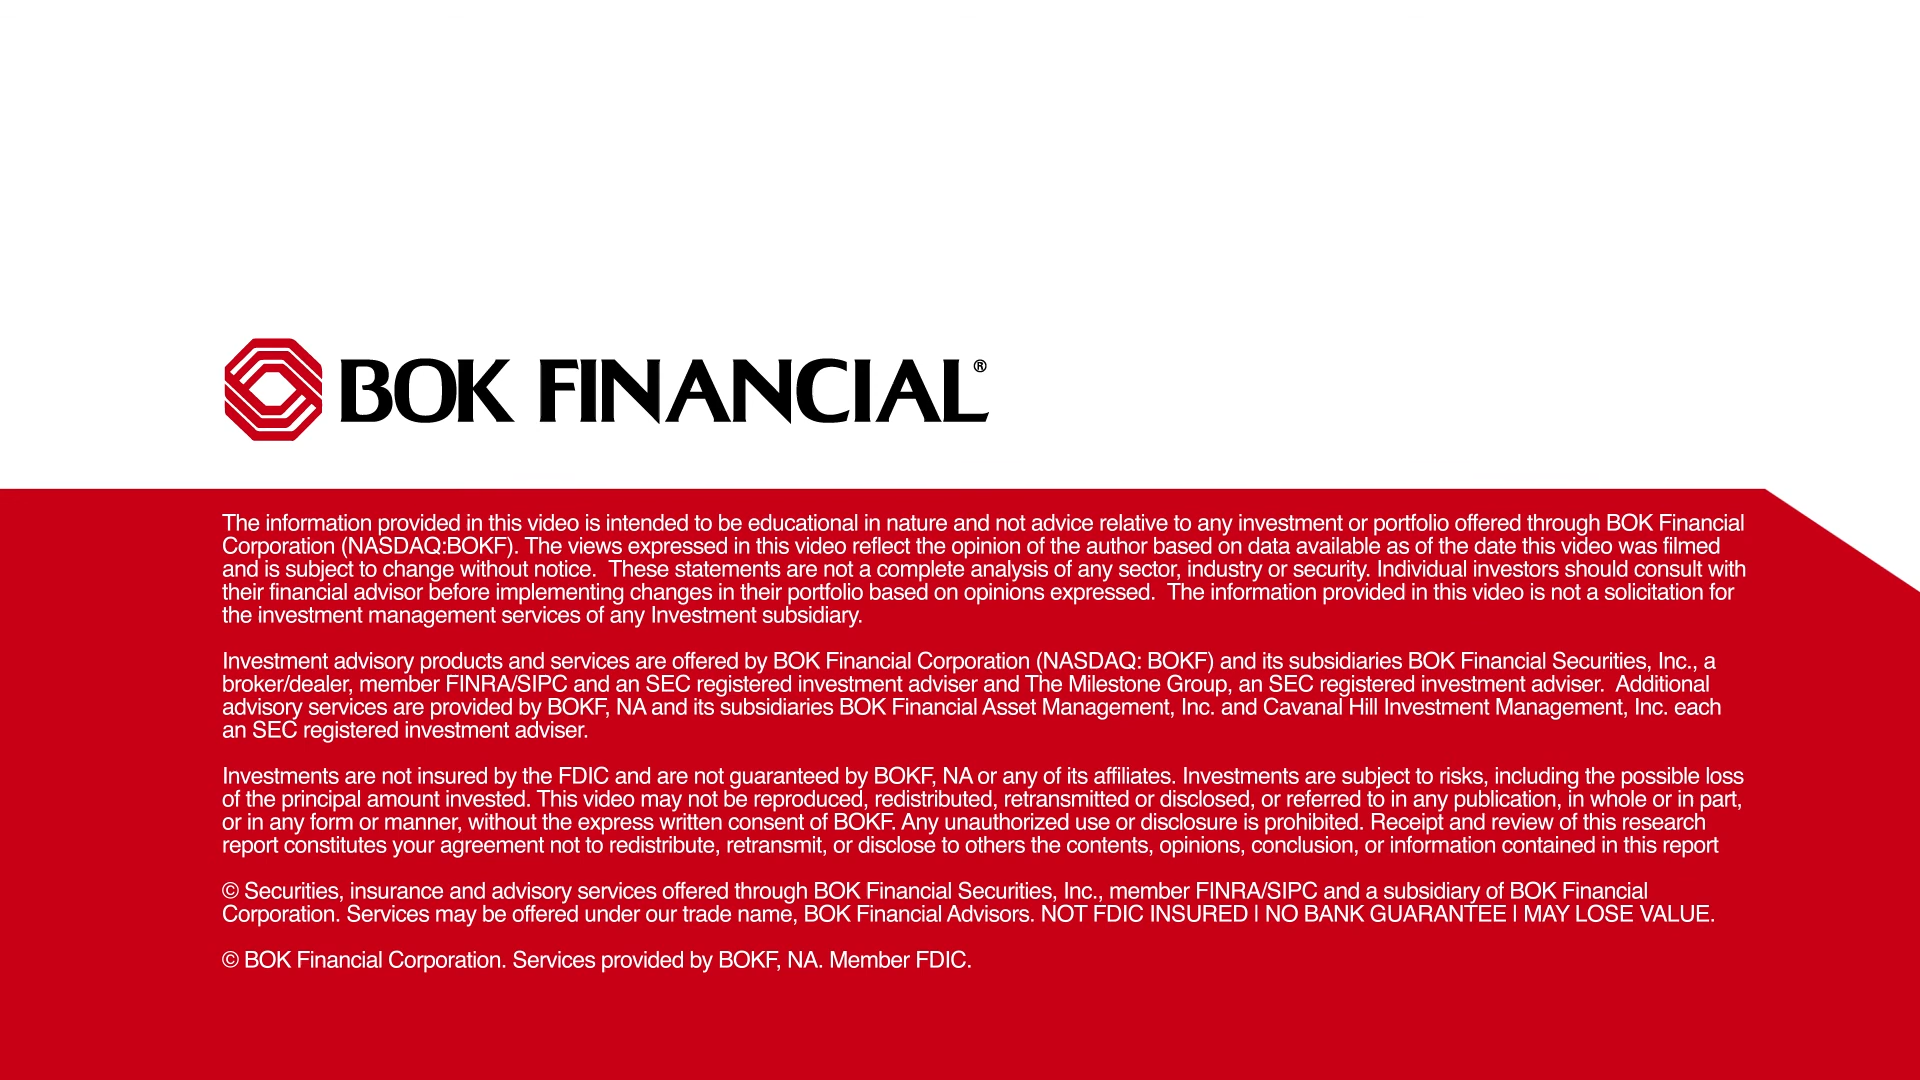 BOK FINANCIAL®
The information provided in this video is intended to be educational in nature and not advice relative to any investment or portfolio offered through BOK Financial
Corporation (NASDAQ:BOKF). The views expressed in this video reflect the opinion of the author based on data available as of the date this video was filmed
and is subject to change without notice.  These statements are not a complete analysis of any sector, industry or security. Individual investors should consult with
their financial advisor before implementing changes in their portfolio based on opinions expressed.  The information provided in this video is not a solicitation for
the investment management services of any Investment subsidiary.
Investment advisory products and services are offered by BOK Financial Corporation (NASDAQ: BOKF) and its subsidiaries BOK Financial Securities, Inc., a
broker/dealer, member FINRA/SIPC and an SEC registered investment adviser and The Milestone Group, an SEC registered investment adviser.  Additional
advisory services are provided by BOKF, NA and its subsidiaries BOK Financial Asset Management, Inc. and Cavanal Hill Investment Management, Inc. each
an SEC registered investment adviser.
Investments are not insured by the FDIC and are not guaranteed by BOKF, NA or any of its affiliates. Investments are subject to risks, including the possible loss
of the principal amount invested. This video may not be reproduced, redistributed, retransmitted or disclosed, or referred to in any publication, in whole or in part,
or in any form or manner, without the express written consent of BOKF. Any unauthorized use or disclosure is prohibited. Receipt and review of this research
report constitutes your agreement not to redistribute, retransmit, or disclose to others the contents, opinions, conclusion, or information contained in this report
© Securities, insurance and advisory services offered through BOK Financial Securities, Inc., member FINRA/SIPC and a subsidiary of BOK Financial
Corporation. Services may be offered under our trade name, BOK Financial Advisors. NOT FDIC INSURED | NO BANK GUARANTEE | MAY LOSE VALUE.
© BOK Financial Corporation. Services provided by BOKF, NA. Member FDIC.